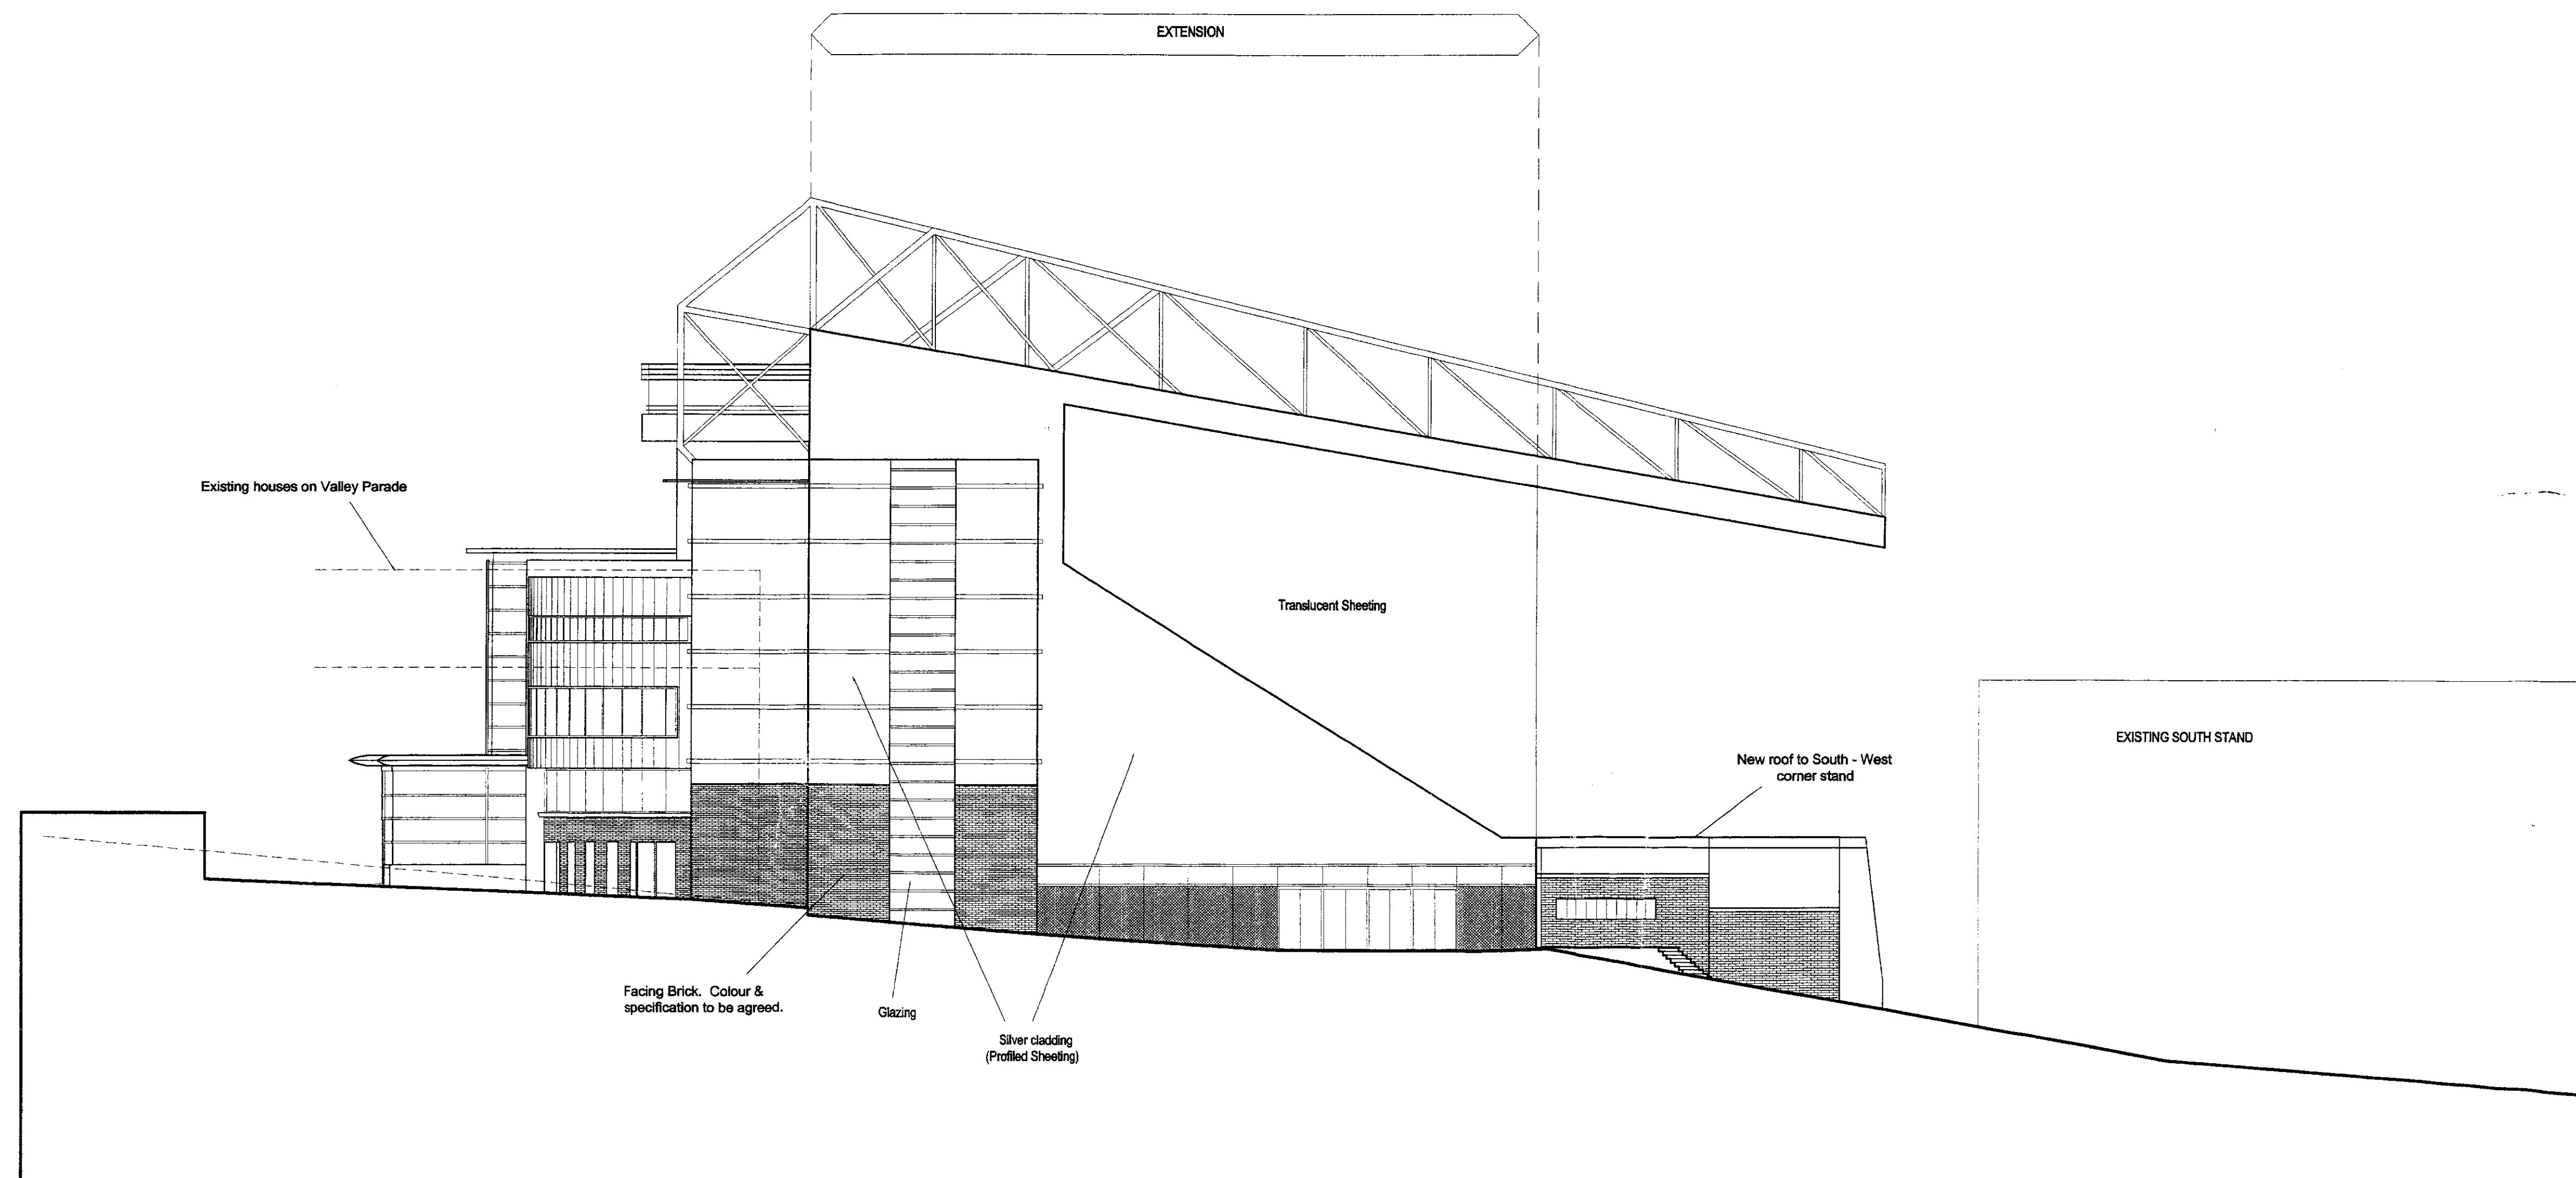 EXTENSION
Existing houses on Valley Parade
Translucent Sheeting
EXISTING SOUTH STAND
New roof to South - West
corner stand
Facing Brick. Colour &
specification to be agreed.
Glazing
Silver cladding
(Profiled Sheeting)